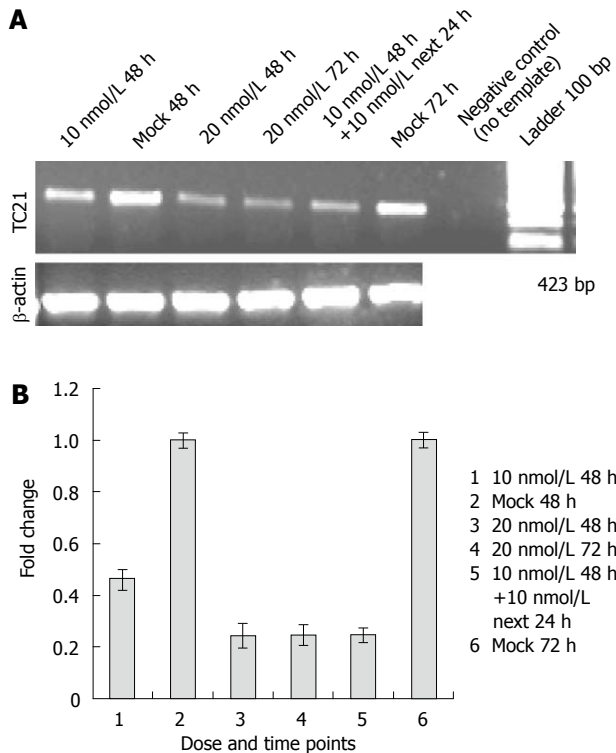 A
10 nmol/L 48 h
Mock 48 h
20 nmol/L 48 h
20 nmol/L 72 h
10 nmol/L 48 h
+10 nmol/L next 24 h
Mock 72 h
Negative control
(no template)
Ladder 100 bp
TC21
β-actin
423 bp
B
1.2
1.0
0.8
0.6
0.4
0.2
0
Fold change
1 2 3 4 5 6
Dose and time points
1 10 nmol/L 48 h
2 Mock 48 h
3 20 nmol/L 48 h
4 20 nmol/L 72 h
5 10 nmol/L 48 h
+10 nmol/L
next 24 h
6 Mock 72 h